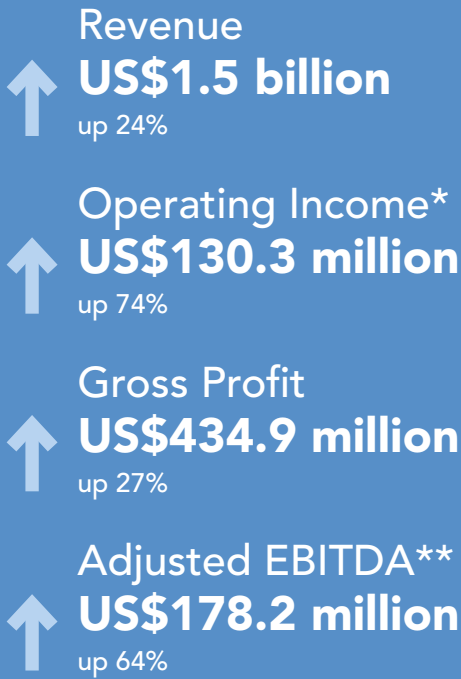 Revenue
US$1.5 billion
up 24%
Operating Income*
US$130.3 million
up 74%
Gross Profit
US$434.9 million
up 27%
Adjusted EBITDA**
US$178.2 million
up 64%